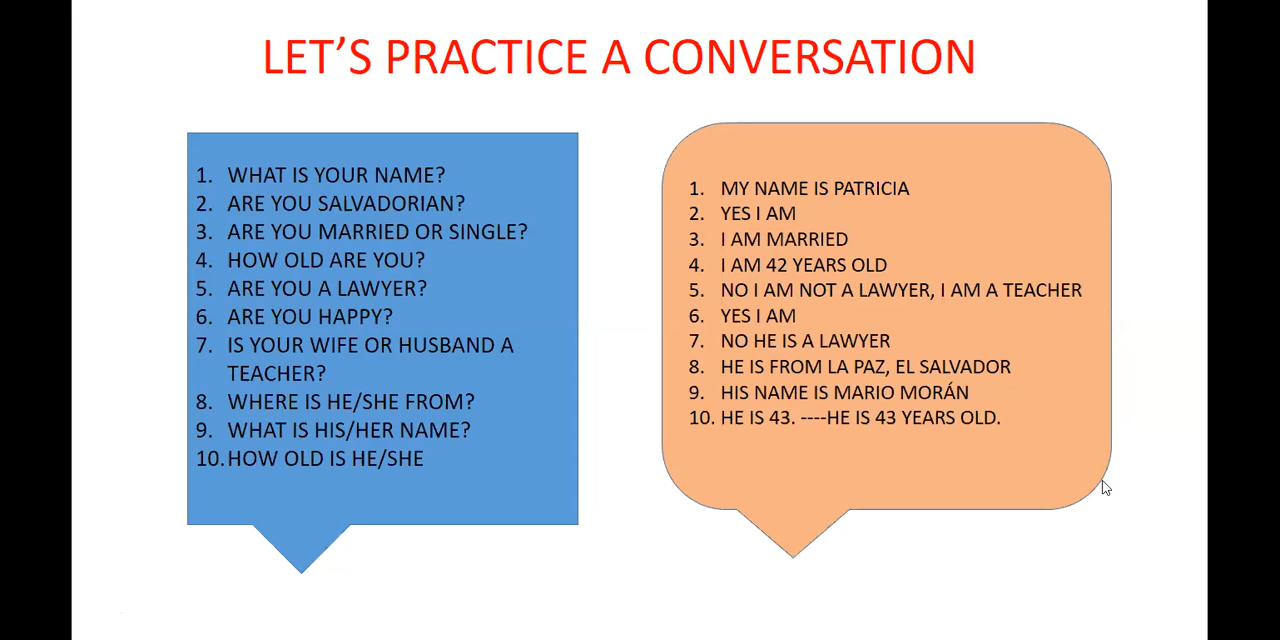 LET’S PRACTICE A CONVERSATION
1. WHAT IS YOUR NAME?
2. ARE YOU SALVADORIAN?
3. ARE YOU MARRIED OR SINGLE?
4. HOW OLD ARE YOU?
5. ARE YOU A LAWYER?
6. ARE YOU HAPPY?
7. IS YOUR WIFE OR HUSBAND A
TEACHER?
8. WHERE IS HE/SHE FROM?
9. WHAT IS HIS/HER NAME?
10. HOW OLD IS HE/SHE
1. MY NAME IS PATRICIA
2. YES I AM
3. I AM MARRIED
4. I AM 42 YEARS OLD
5. NO I AM NOT A LAWYER, I AM A TEACHER
6. YES I AM
7. NO HE IS A LAWYER
8. HE IS FROM LA PAZ, EL SALVADOR
9. HIS NAME IS MARIO MORÁN
10. HE IS 43. ----HE IS 43 YEARS OLD.